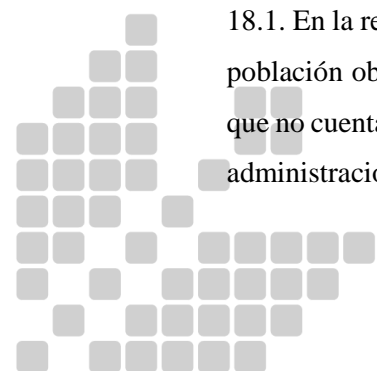 18.1. En la re
población ob
que no cuenta
administracio